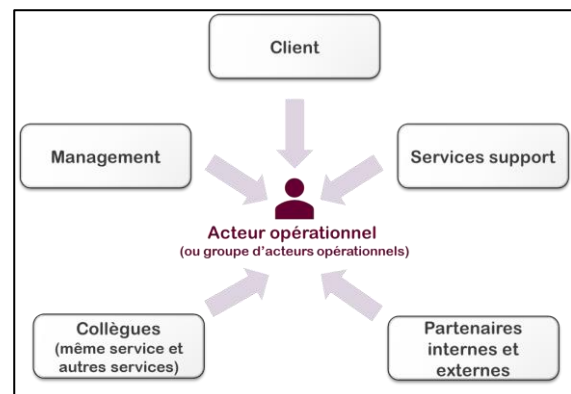 Client
Management
Services support
Acteur opérationnel
(ou groupe d’acteurs opérationnels)
Collègues
(même service et
autres services)
Partenaires
internes et
externes